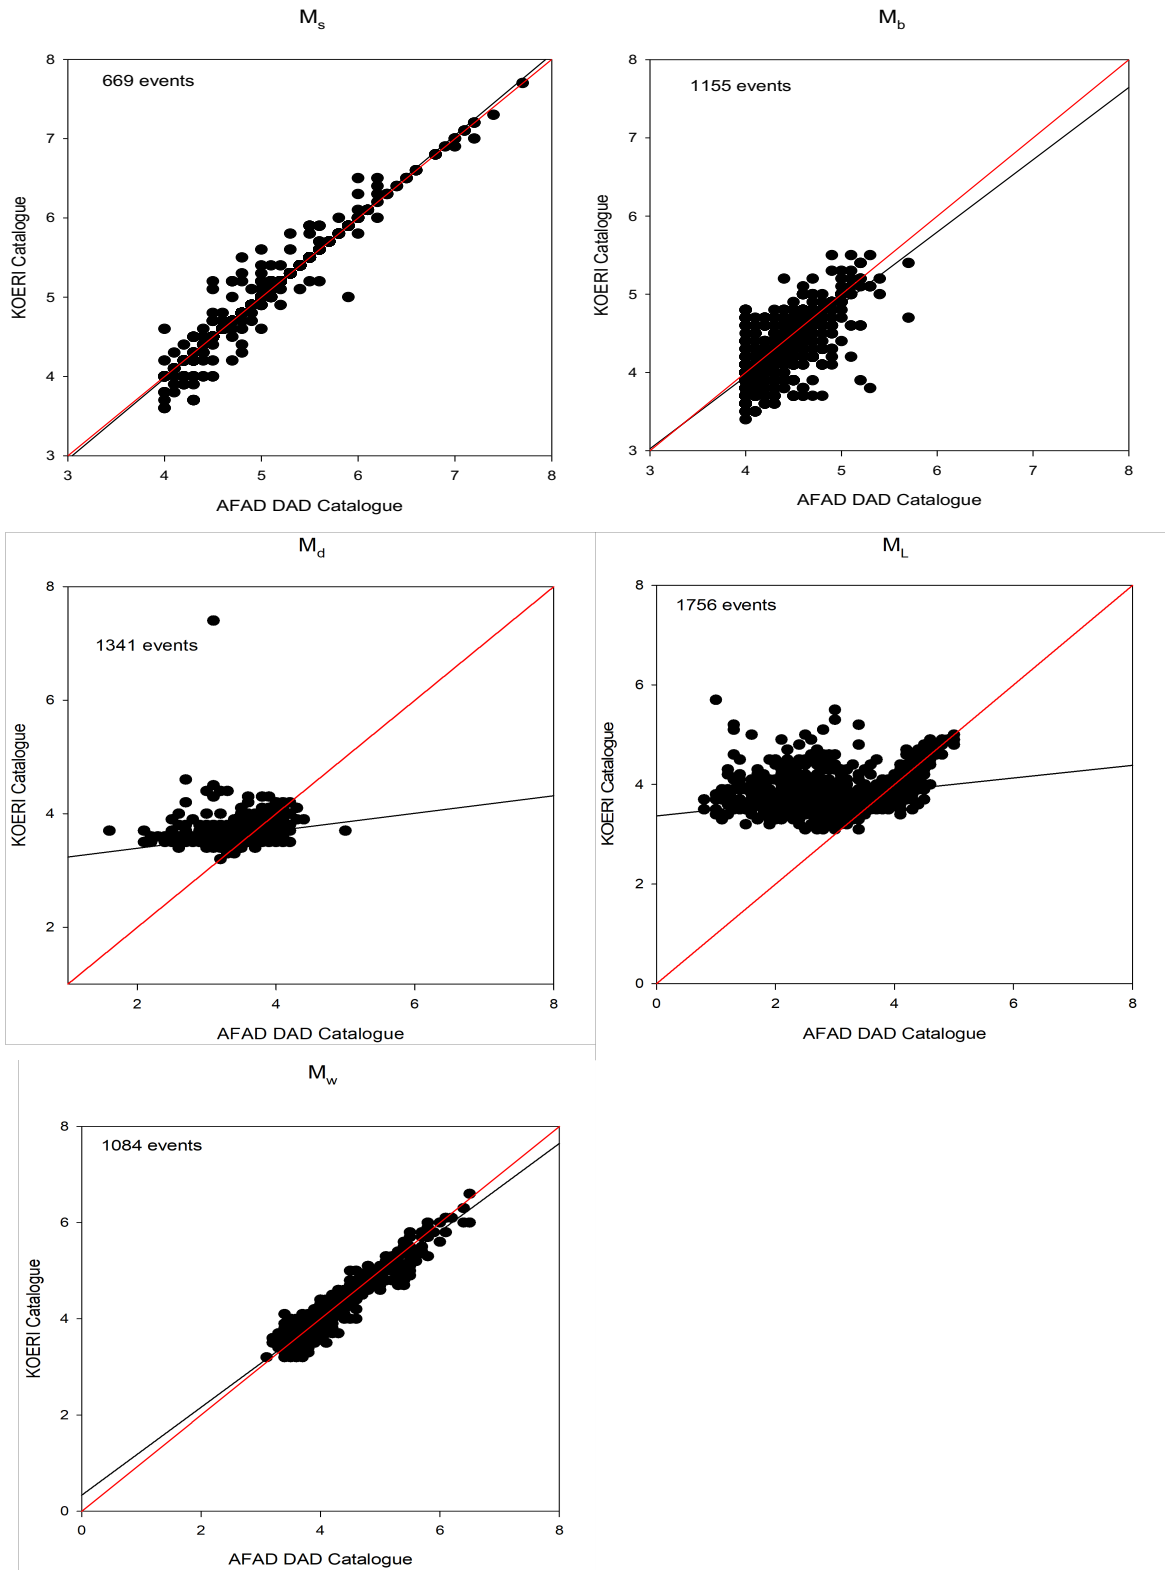 Ms
669 events
8
7
6
5
4
3
3 4 5 6 7 8
KOERI Catalogue
AFAD DAD Catalogue
Mb
1155 events
8
7
6
5
4
3
3 4 5 6 7 8
KOERI Catalogue
AFAD DAD Catalogue
Md
1341 events
8
6
4
2
2 4 6 8
KOERI Catalogue
AFAD DAD Catalogue
ML
1756 events
8
6
4
2
0
0 2 4 6 8
KOERI Catalogue
AFAD DAD Catalogue
Mw
1084 events
8
6
4
2
0
0 2 4 6 8
KOERI Catalogue
AFAD DAD Catalogue